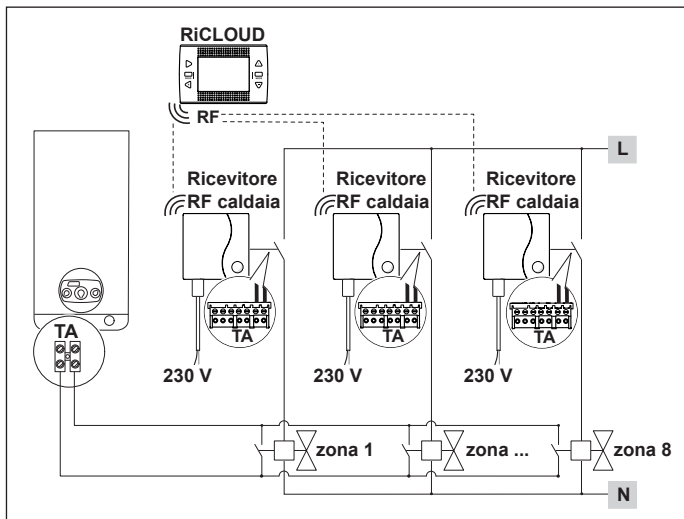 RiCLOUD
RF
L
Ricevitore
RF caldaia
Ricevitore
RF caldaia
Ricevitore
RF caldaia
TA
TA
TA
TA
230 V
230 V
230 V
zona 1
zona ...
zona 8
N